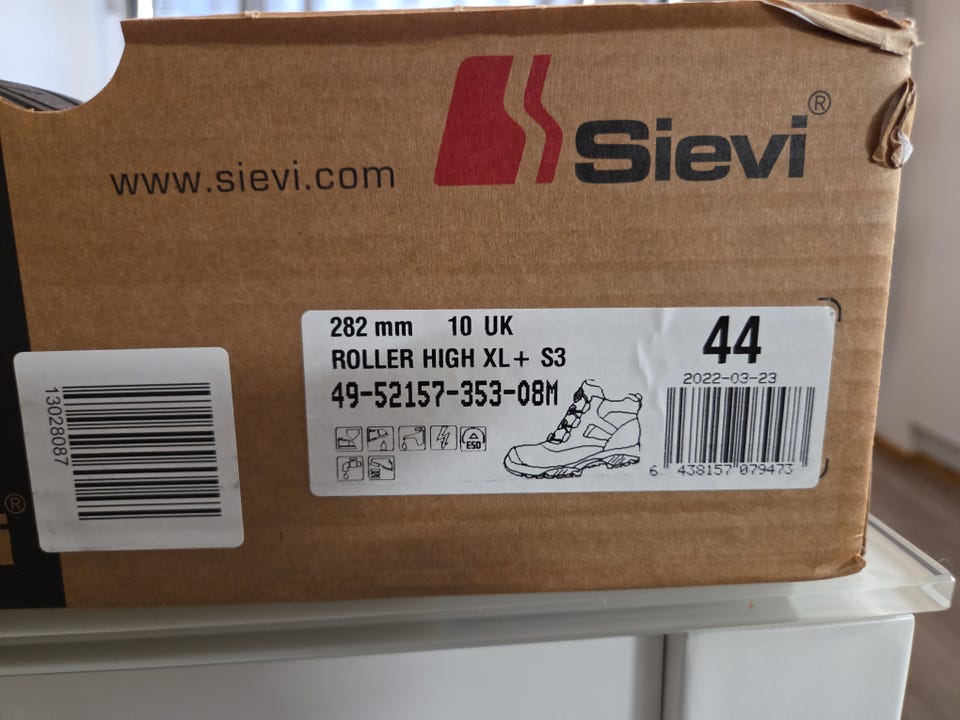 Sievi®
www.sievi.com
282 mm 10 UK
ROLLER HIGH XL+ S3
49-52157-353-08M
ESD
44
2022-03-23
6 438157 079473
13028087
®